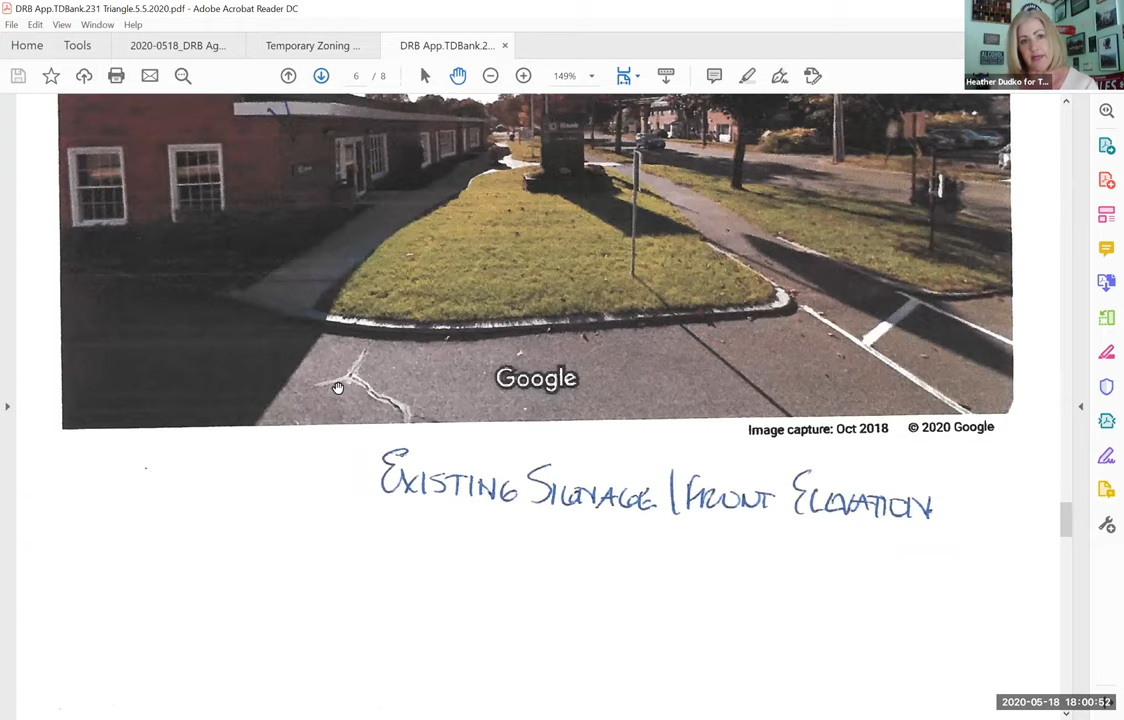 DRB App.TDBank.231 Triangle.5.5.2020.pdf - Adobe Acrobat Reader DC
File Edit View Window Help
Home Tools 2020-0518_DRB Ag... Temporary Zoning ... DRB App.TDBank.2... ×
6 / 8 149%
Heather Dudko for T...
Bank
Google
Image capture: Oct 2018 © 2020 Google
EXISTING SIGNAGE / FRONT ELEVATION
2020-05-18 18:00:52